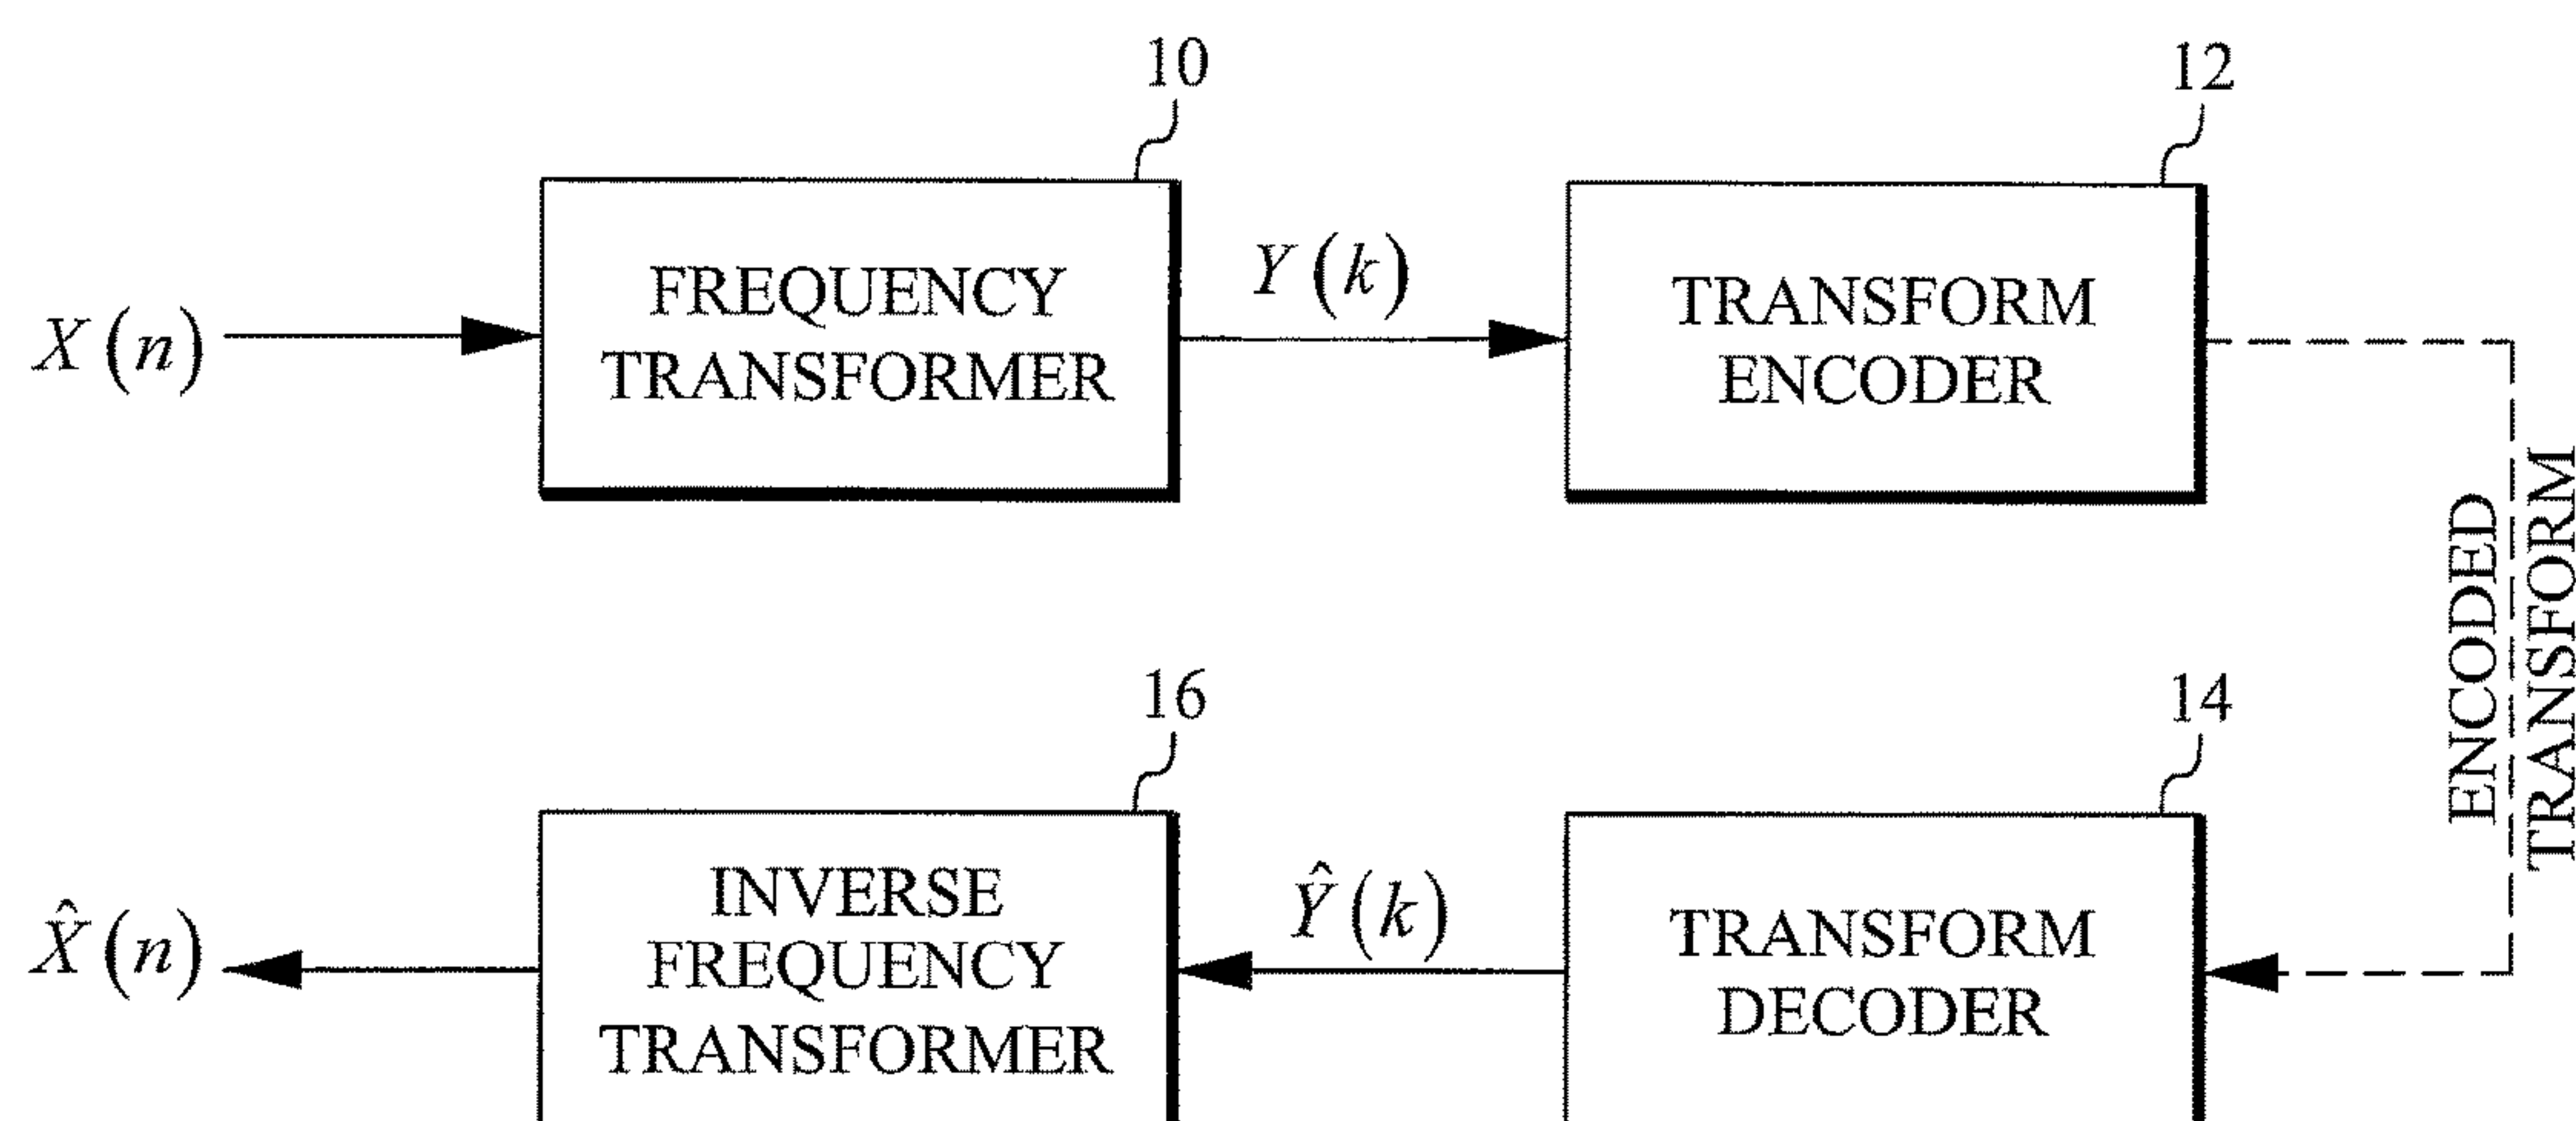 10
12
X(n)
FREQUENCY
TRANSFORMER
Y(k)
TRANSFORM
ENCODER
ENCODED
TRANSFORM
16
14
X̂(n)
INVERSE
FREQUENCY
TRANSFORMER
Ŷ(k)
TRANSFORM
DECODER